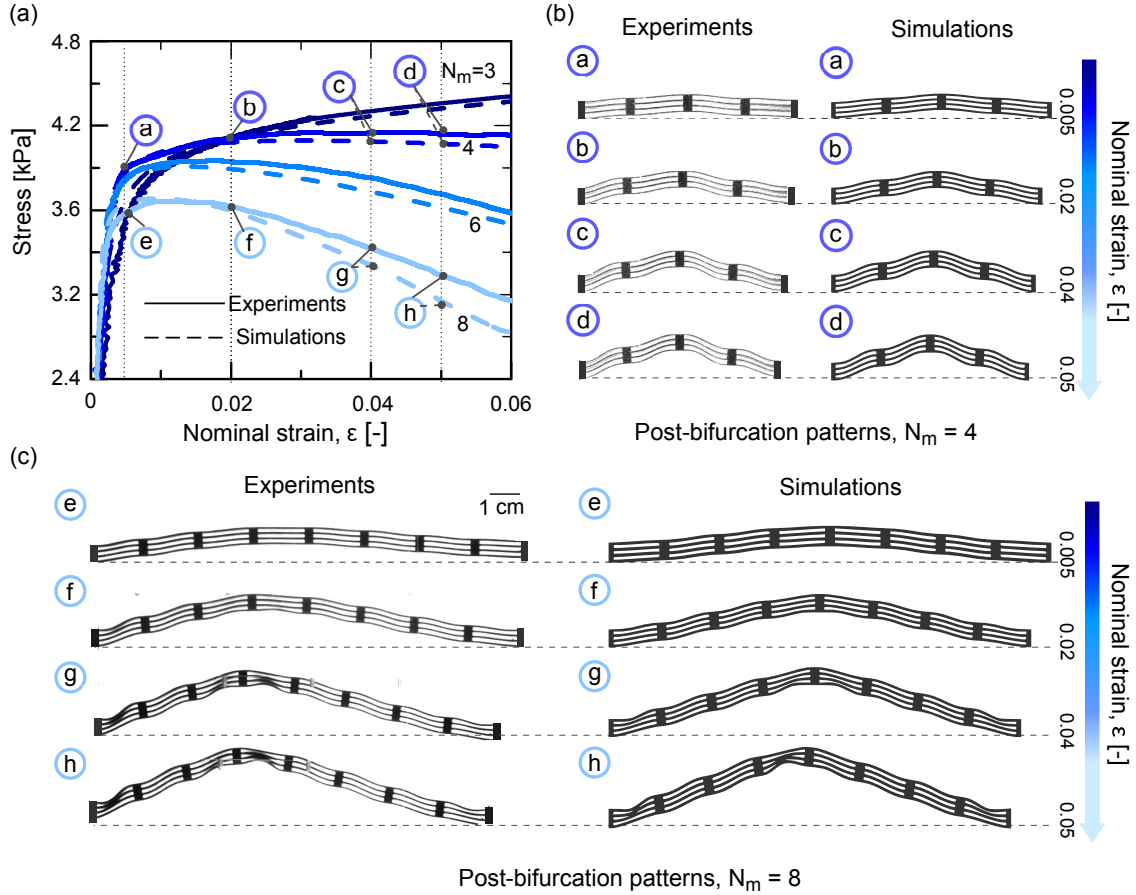 (a)
4.8
4.2
3.6
3.2
2.4
Stress [kPa]
0
0.02
0.04
0.06
Nominal strain, ε [-]
a
b
c
d
e
f
g
h
N_m=3
4
6
8
Experiments
Simulations
(b)
Experiments
Simulations
a
a
0.005
b
b
0.02
c
c
0.04
d
d
0.05
Nominal strain, ε [-]
Post-bifurcation patterns, N_m = 4
(c)
Experiments
Simulations
1 cm
e
e
0.005
f
f
0.02
g
g
0.04
h
h
0.05
Nominal strain, ε [-]
Post-bifurcation patterns, N_m = 8